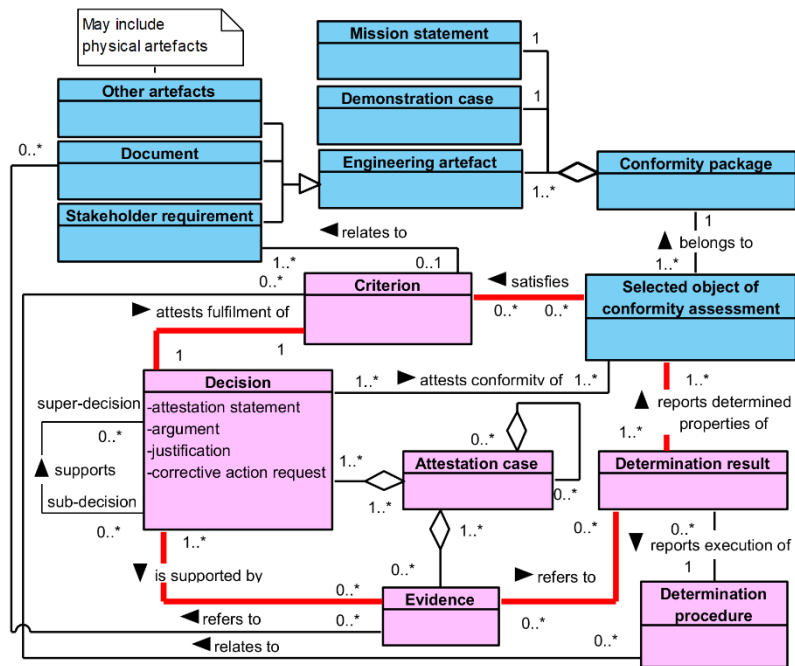 May include
physical artefacts
Mission statement
1
Other artefacts
Demonstration case
1
0..*
Document
Engineering artefact
Conformity package
1..*
Stakeholder requirement
1
relates to
belongs to
1..*
0..1
1..*
0..*
Criterion
satisfies
Selected object of
conformity assessment
attests fulfilment of
0..*
0..*
1
1
Decision
1..*
attests conformity of
1..*
1..*
super-decision
-attestation statement
reports determined
properties of
0..*
-argument
0..*
1..*
-justification
supports
-corrective action request
1..*
Attestation case
Determination result
sub-decision
0..*
1..*
0..*
1..*
1..*
0..*
0..*
reports execution of
is supported by
0..*
refers to
1
0..*
Evidence
Determination
procedure
refers to
0..*
0..*
relates to
0..*